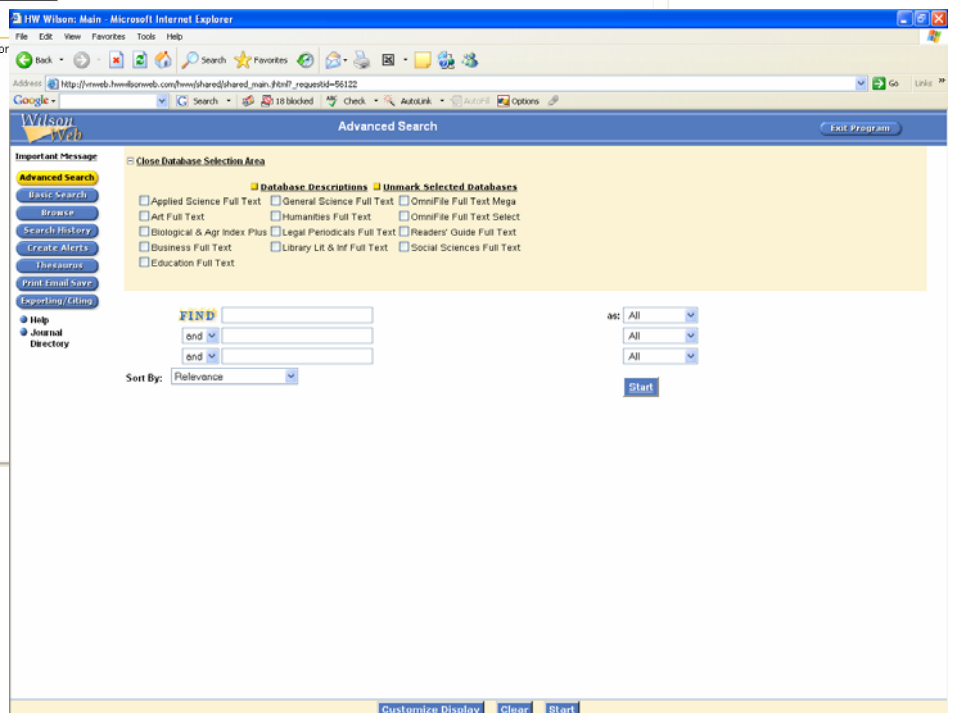 HW Wilson: Main - Microsoft Internet Explorer
File Edit View Favorites Tools Help
or
Back Search Favorites
Address http://vnweb.hwwilsonweb.com/hww/shared/shared_main.jhtml?_requestid=56122 Go Links »
Google Search 18 blocked Check AutoLink AutoFill Options
Wilson Web
Advanced Search
Exit Program
Important Message
Close Database Selection Area
Advanced Search
Database Descriptions Unmark Selected Databases
Basic Search
Applied Science Full Text General Science Full Text OmniFile Full Text Mega
Browse
Art Full Text Humanities Full Text OmniFile Full Text Select
Search History
Biological & Agr Index Plus Legal Periodicals Full Text Readers' Guide Full Text
Create Alerts
Business Full Text Library Lit & Inf Full Text Social Sciences Full Text
Thesaurus
Education Full Text
Print Email Save
Exporting/Citing
Help
Journal
Directory
FIND as: All
and All
and All
Sort By: Relevance
Start
Customize Display Clear Start